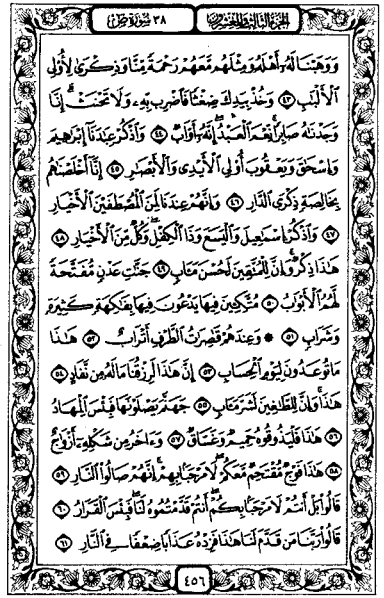 الجزء الثالث والعشرون ٣٨ سورة ص
وَوَهَبْنَا لَهُۥٓ أَهْلَهُۥ وَمِثْلَهُم مَّعَهُمْ رَحْمَةً مِّنَّا وَذِكْرَىٰ لِأُو۟لِى
ٱلْأَلْبَٰبِ ٤٣ وَخُذْ بِيَدِكَ ضِغْثًا فَٱضْرِب بِّهِۦ وَلَا تَحْنَثْ ۗ إِنَّا
وَجَدْنَٰهُ صَابِرًا ۚ نِّعْمَ ٱلْعَبْدُ ۖ إِنَّهُۥٓ أَوَّابٌ ٤٤ وَٱذْكُرْ عِبَٰدَنَآ إِبْرَٰهِيمَ
وَإِسْحَٰقَ وَيَعْقُوبَ أُو۟لِى ٱلْأَيْدِى وَٱلْأَبْصَٰرِ ٤٥ إِنَّآ أَخْلَصْنَٰهُم
بِخَالِصَةٍ ذِكْرَى ٱلدَّارِ ٤٦ وَإِنَّهُمْ عِندَنَا لَمِنَ ٱلْمُصْطَفَيْنَ ٱلْأَخْيَارِ
٤٧ وَٱذْكُرْ إِسْمَٰعِيلَ وَٱلْيَسَعَ وَذَا ٱلْكِفْلِ ۖ وَكُلٌّ مِّنَ ٱلْأَخْيَارِ ٤٨
هَٰذَا ذِكْرٌ ۚ وَإِنَّ لِلْمُتَّقِينَ لَحُسْنَ مَـَٔابٍ ٤٩ جَنَّٰتِ عَدْنٍ مُّفَتَّحَةً
لَّهُمُ ٱلْأَبْوَٰبُ ٥٠ مُتَّكِـِٔينَ فِيهَا يَدْعُونَ فِيهَا بِفَٰكِهَةٍ كَثِيرَةٍ
وَشَرَابٍ ٥١ ۞ وَعِندَهُمْ قَٰصِرَٰتُ ٱلطَّرْفِ أَتْرَابٌ ٥٢ هَٰذَا
مَا تُوعَدُونَ لِيَوْمِ ٱلْحِسَابِ ٥٣ إِنَّ هَٰذَا لَرِزْقُنَا مَا لَهُۥ مِن نَّفَادٍ ٥٤
هَٰذَا ۚ وَإِنَّ لِلطَّٰغِينَ لَشَرَّ مَـَٔابٍ ٥٥ جَهَنَّمَ يَصْلَوْنَهَا فَبِئْسَ ٱلْمِهَادُ
٥٦ هَٰذَا فَلْيَذُوقُوهُ حَمِيمٌ وَغَسَّاقٌ ٥٧ وَءَاخَرُ مِن شَكْلِهِۦٓ أَزْوَٰجٌ
٥٨ هَٰذَا فَوْجٌ مُّقْتَحِمٌ مَّعَكُمْ ۖ لَا مَرْحَبًۢا بِهِمْ ۚ إِنَّهُمْ صَالُوا۟ ٱلنَّارِ ٥٩
قَالُوا۟ بَلْ أَنتُمْ لَا مَرْحَبًۢا بِكُمْ ۖ أَنتُمْ قَدَّمْتُمُوهُ لَنَا ۖ فَبِئْسَ ٱلْقَرَارُ ٦٠
قَالُوا۟ رَبَّنَا مَن قَدَّمَ لَنَا هَٰذَا فَزِدْهُ عَذَابًا ضِعْفًا فِى ٱلنَّارِ ٦١
٤٥٦